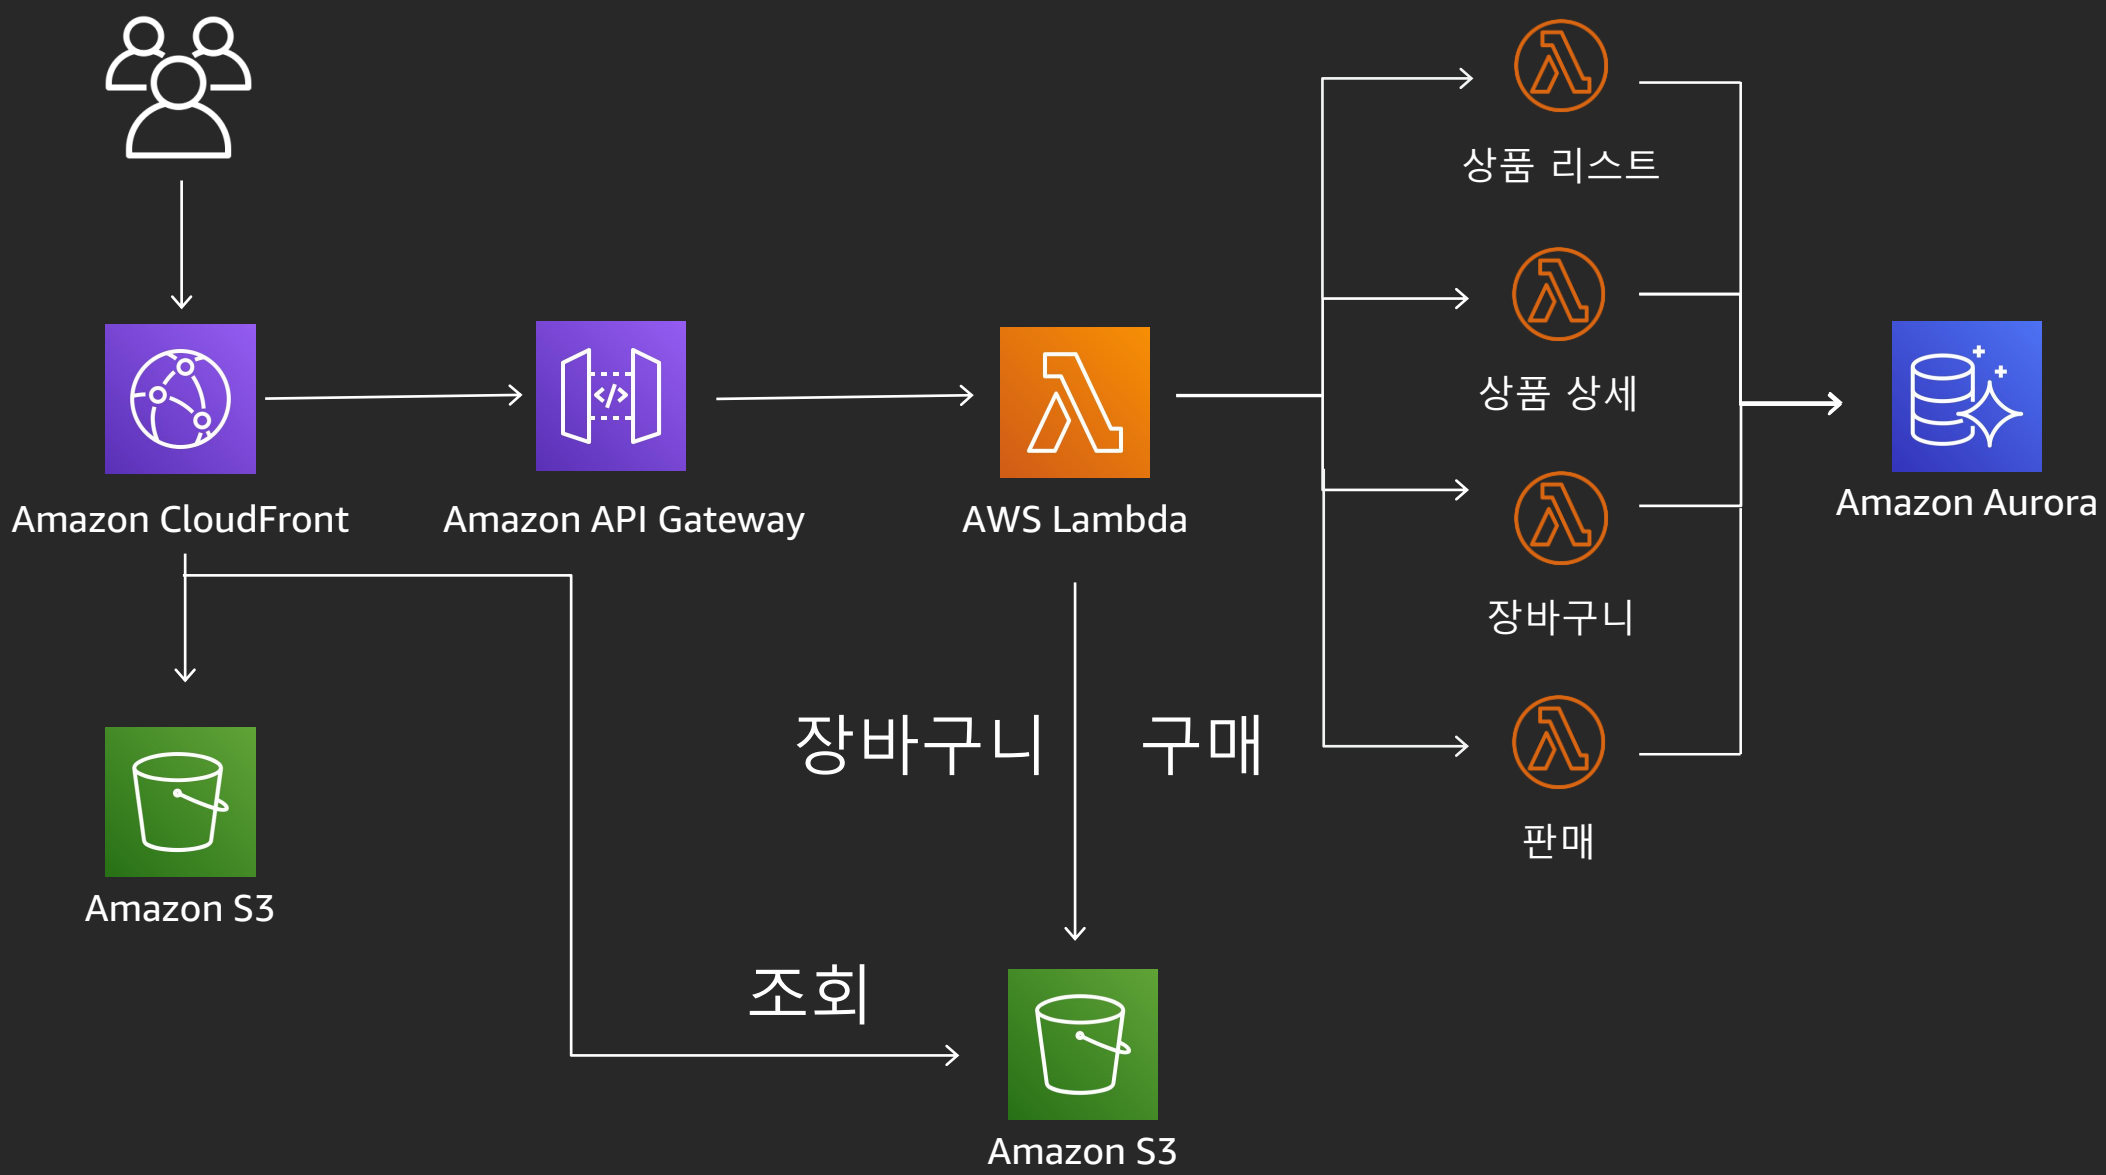 상품 리스트
상품 상세
Amazon CloudFront
Amazon API Gateway
AWS Lambda
Amazon Aurora
장바구니
장바구니
구매
판매
Amazon S3
조회
Amazon S3